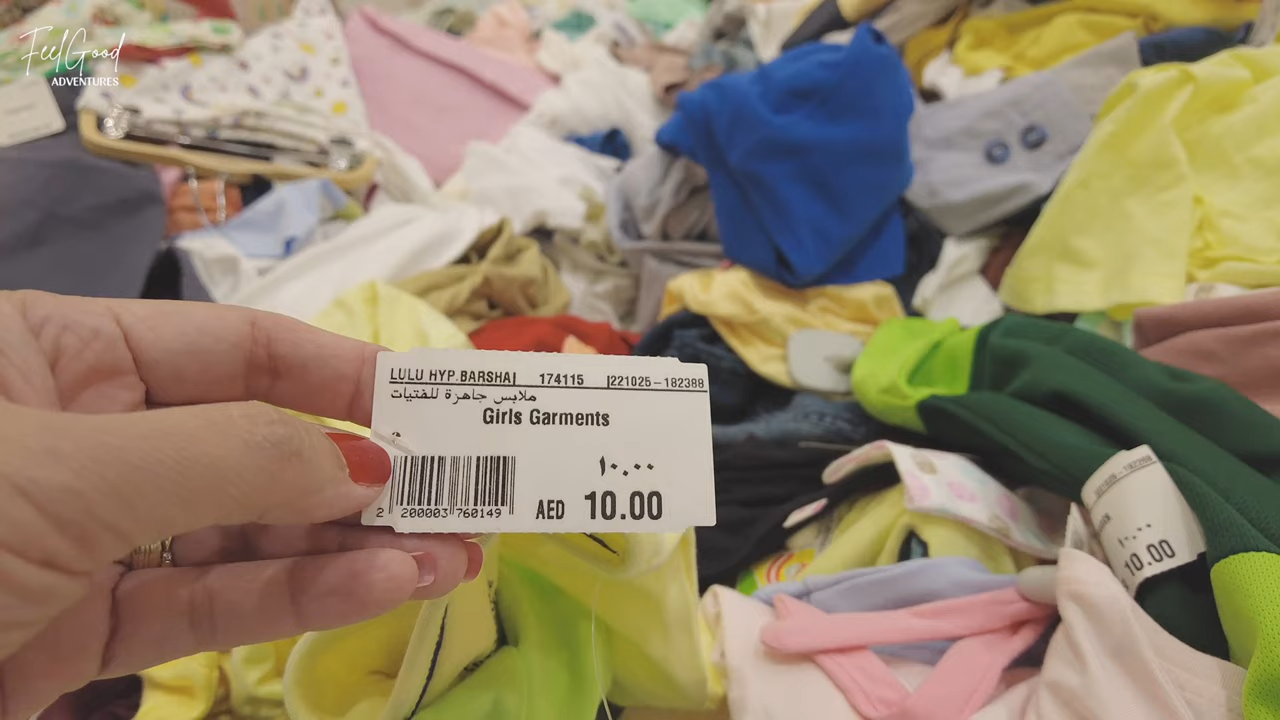 FeelGood
ADVENTURES
LULU HYP.BARSHA| 174115 |221025-182388
ملابس جاهزة للفتيات
Girls Garments
١٠.٠٠
AED 10.00
2 200003 760149
١٠.٠٠
10.00